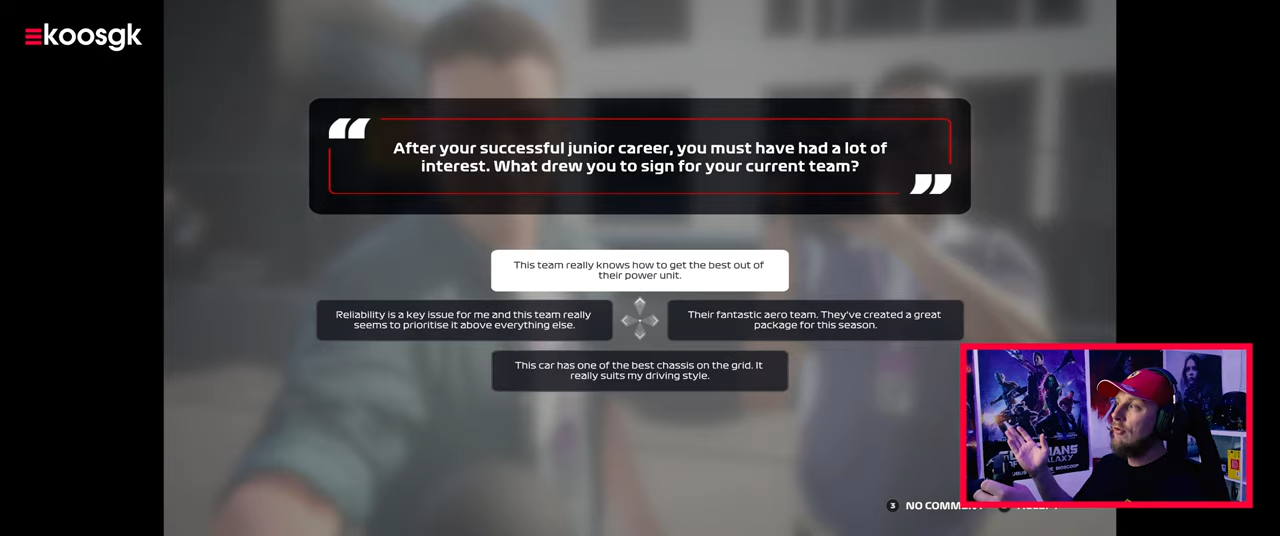 koosgk
After your successful junior career, you must have had a lot of
interest. What drew you to sign for your current team?
This team really knows how to get the best out of
their power unit.
Reliability is a key issue for me and this team really
seems to prioritise it above everything else.
Their fantastic aero team. They've created a great
package for this season.
This car has one of the best chassis on the grid. It
really suits my driving style.
3 NO COMMENT